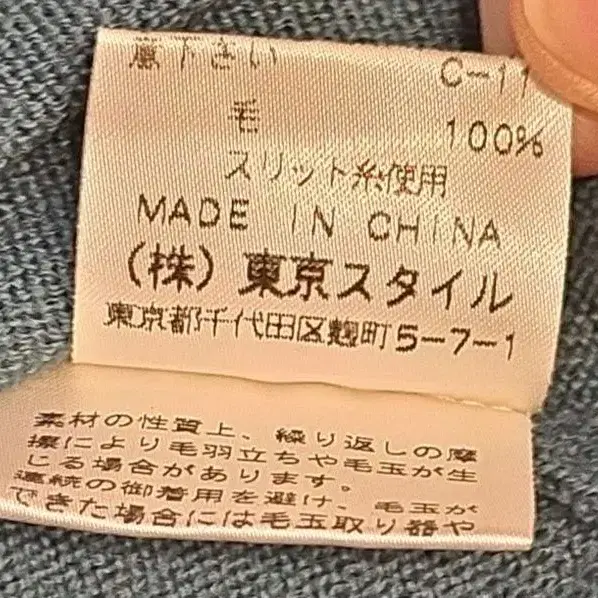 意下さい C-11
毛 100%
スリット糸使用
MADE IN CHINA
(株)東京スタイル
東京都千代田区麹町5-7-1
素材の性質上、繰り返しの摩
擦により毛羽立ちや毛玉が生
じる場合があります。
連続の御着用を避け、毛玉が
できた場合には毛玉取り器や